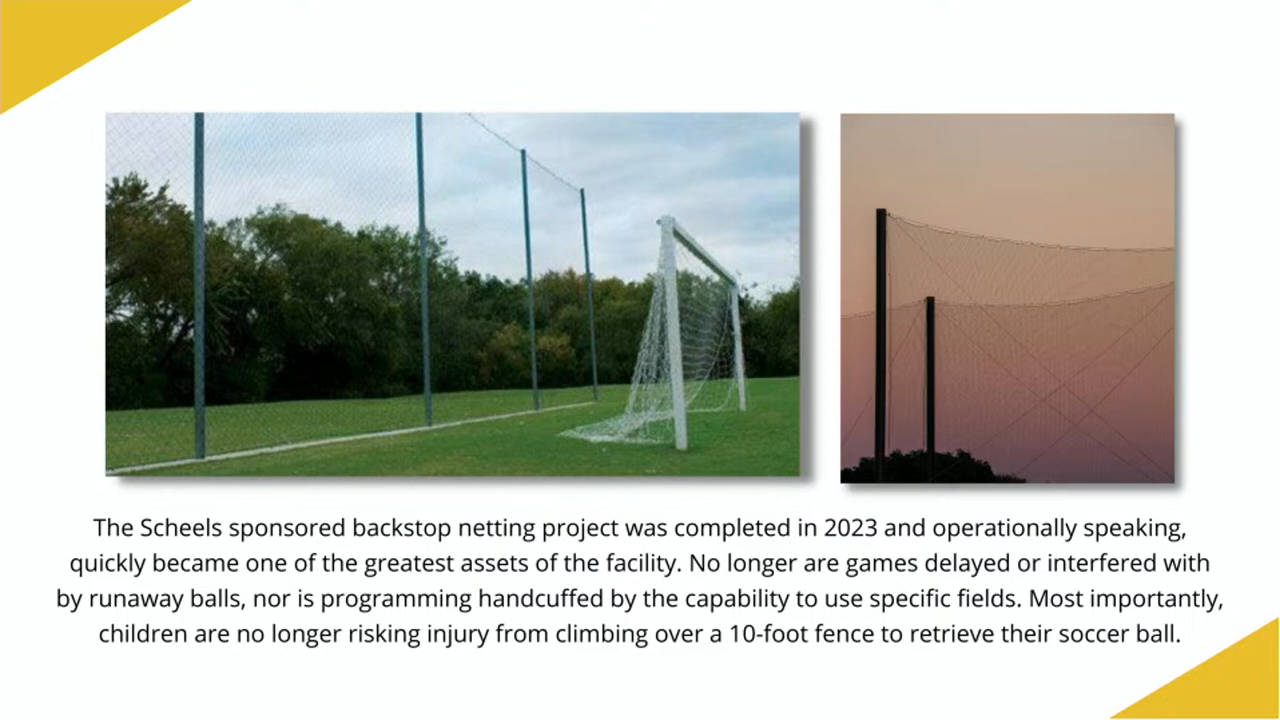 The Scheels sponsored backstop netting project was completed in 2023 and operationally speaking,
quickly became one of the greatest assets of the facility. No longer are games delayed or interfered with
by runaway balls, nor is programming handcuffed by the capability to use specific fields. Most importantly,
children are no longer risking injury from climbing over a 10-foot fence to retrieve their soccer ball.